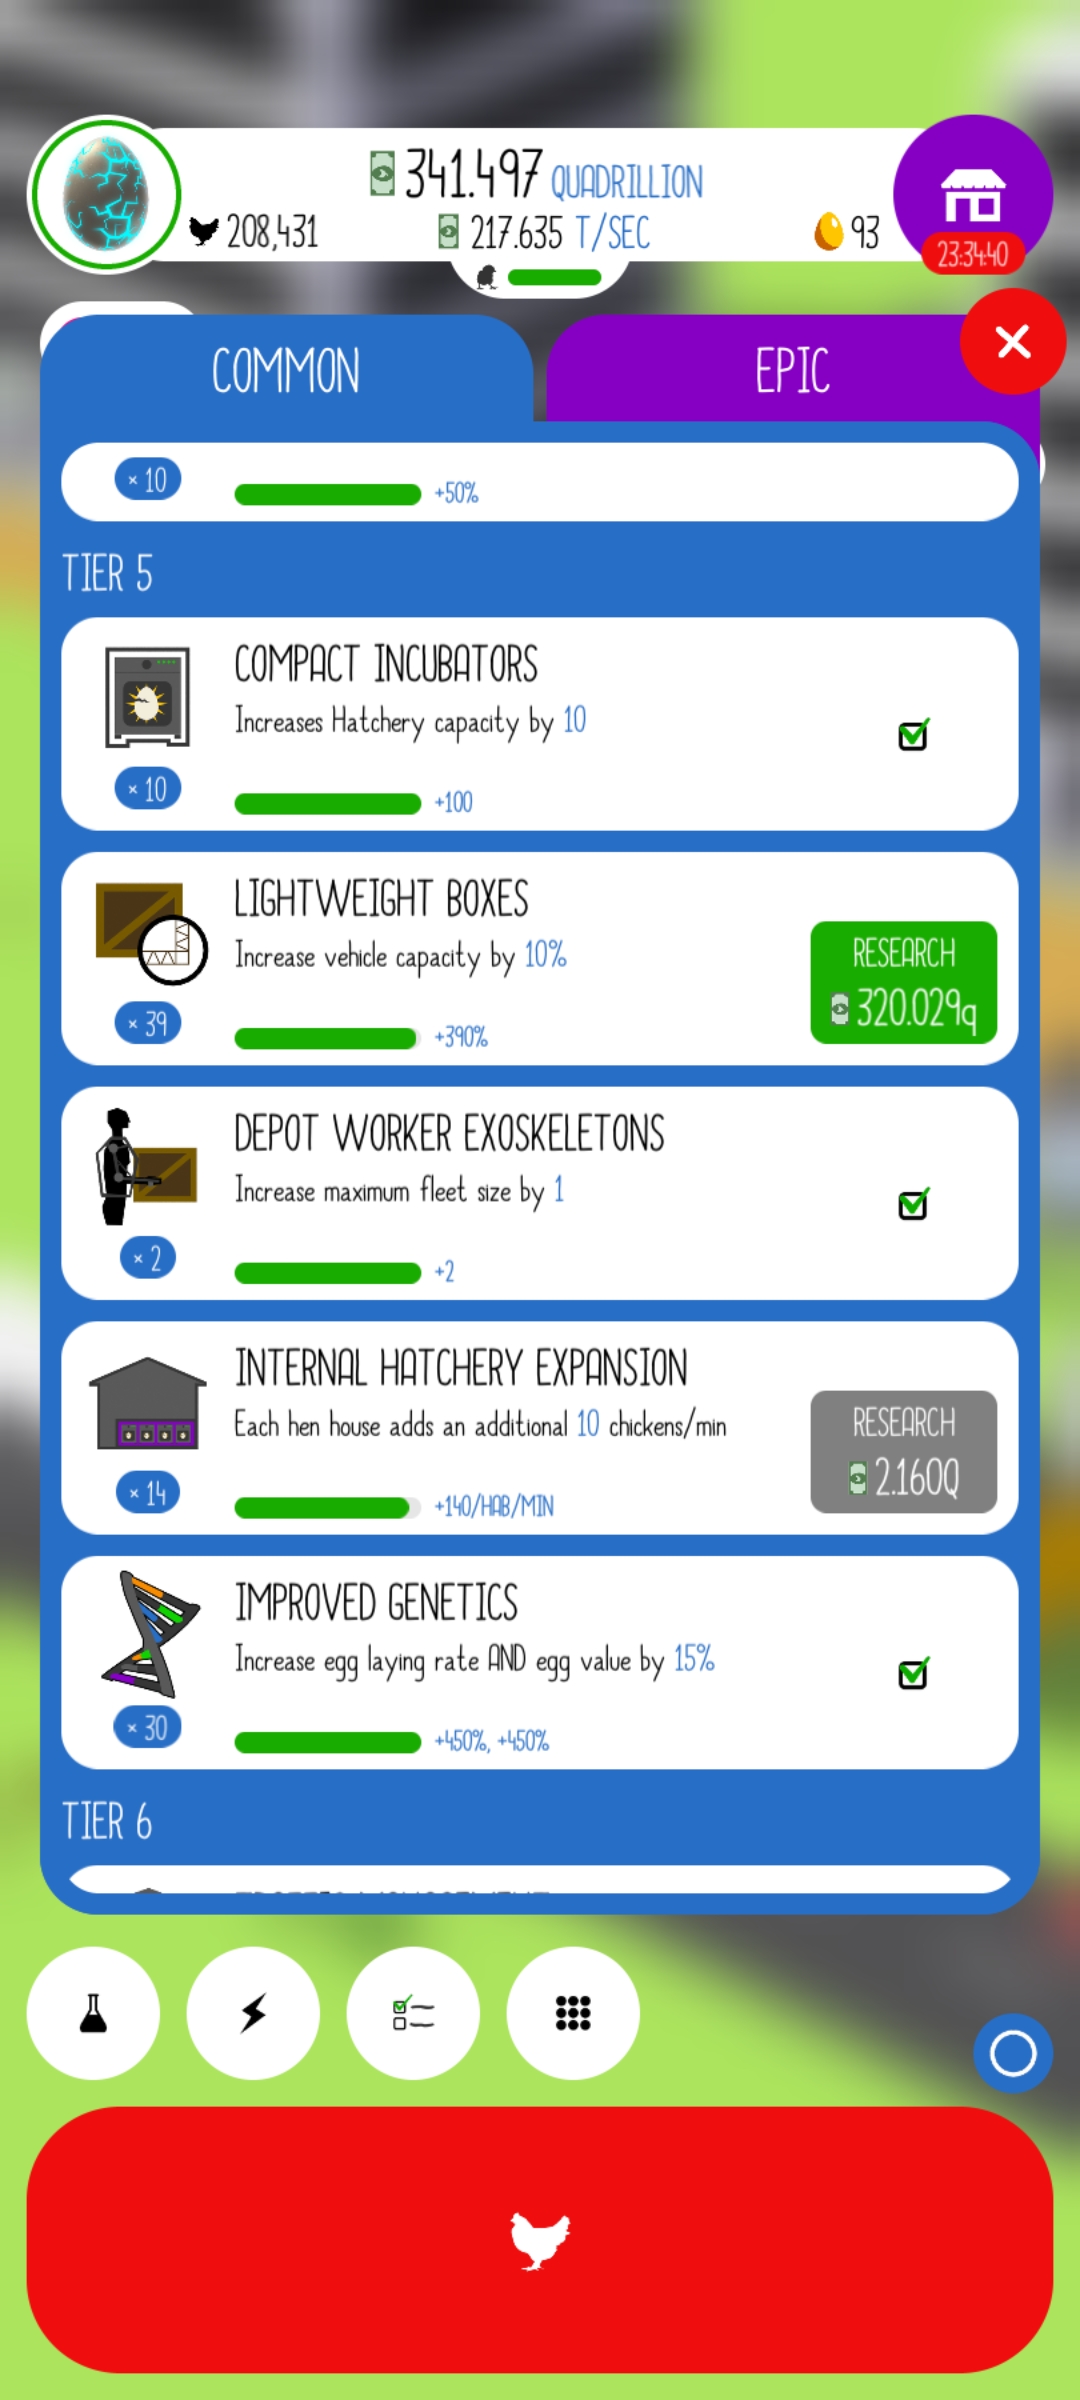 341.497 QUADRILLION
208,431
217.635 T/SEC
93
23:34:40
COMMON
EPIC
× 10
+50%
TIER 5
COMPACT INCUBATORS
Increases Hatchery capacity by 10
× 10
+100
LIGHTWEIGHT BOXES
Increase vehicle capacity by 10%
RESEARCH
320.029q
× 39
+390%
DEPOT WORKER EXOSKELETONS
Increase maximum fleet size by 1
× 2
+2
INTERNAL HATCHERY EXPANSION
Each hen house adds an additional 10 chickens/min
RESEARCH
2.160Q
× 14
+140/HAB/MIN
IMPROVED GENETICS
Increase egg laying rate AND egg value by 15%
× 30
+450%, +450%
TIER 6